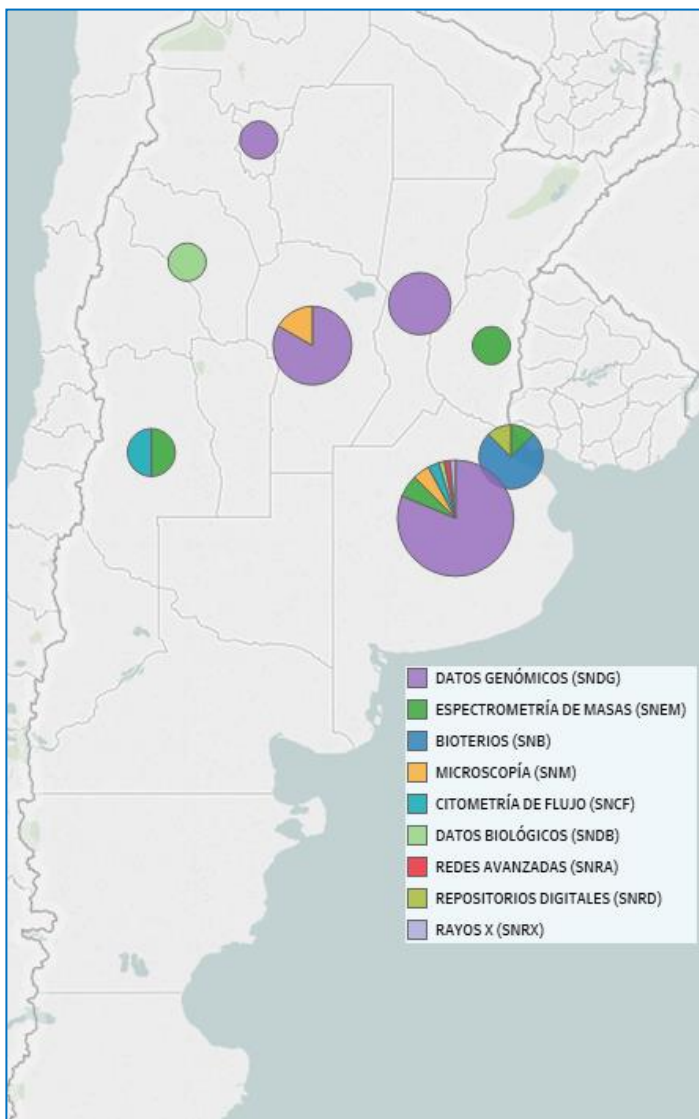 DATOS GENÓMICOS (SNDG)
ESPECTROMETRÍA DE MASAS (SNEM)
BIOTERIOS (SNB)
MICROSCOPÍA (SNM)
CITOMETRÍA DE FLUJO (SNCF)
DATOS BIOLÓGICOS (SNDB)
REDES AVANZADAS (SNRA)
REPOSITORIOS DIGITALES (SNRD)
RAYOS X (SNRX)